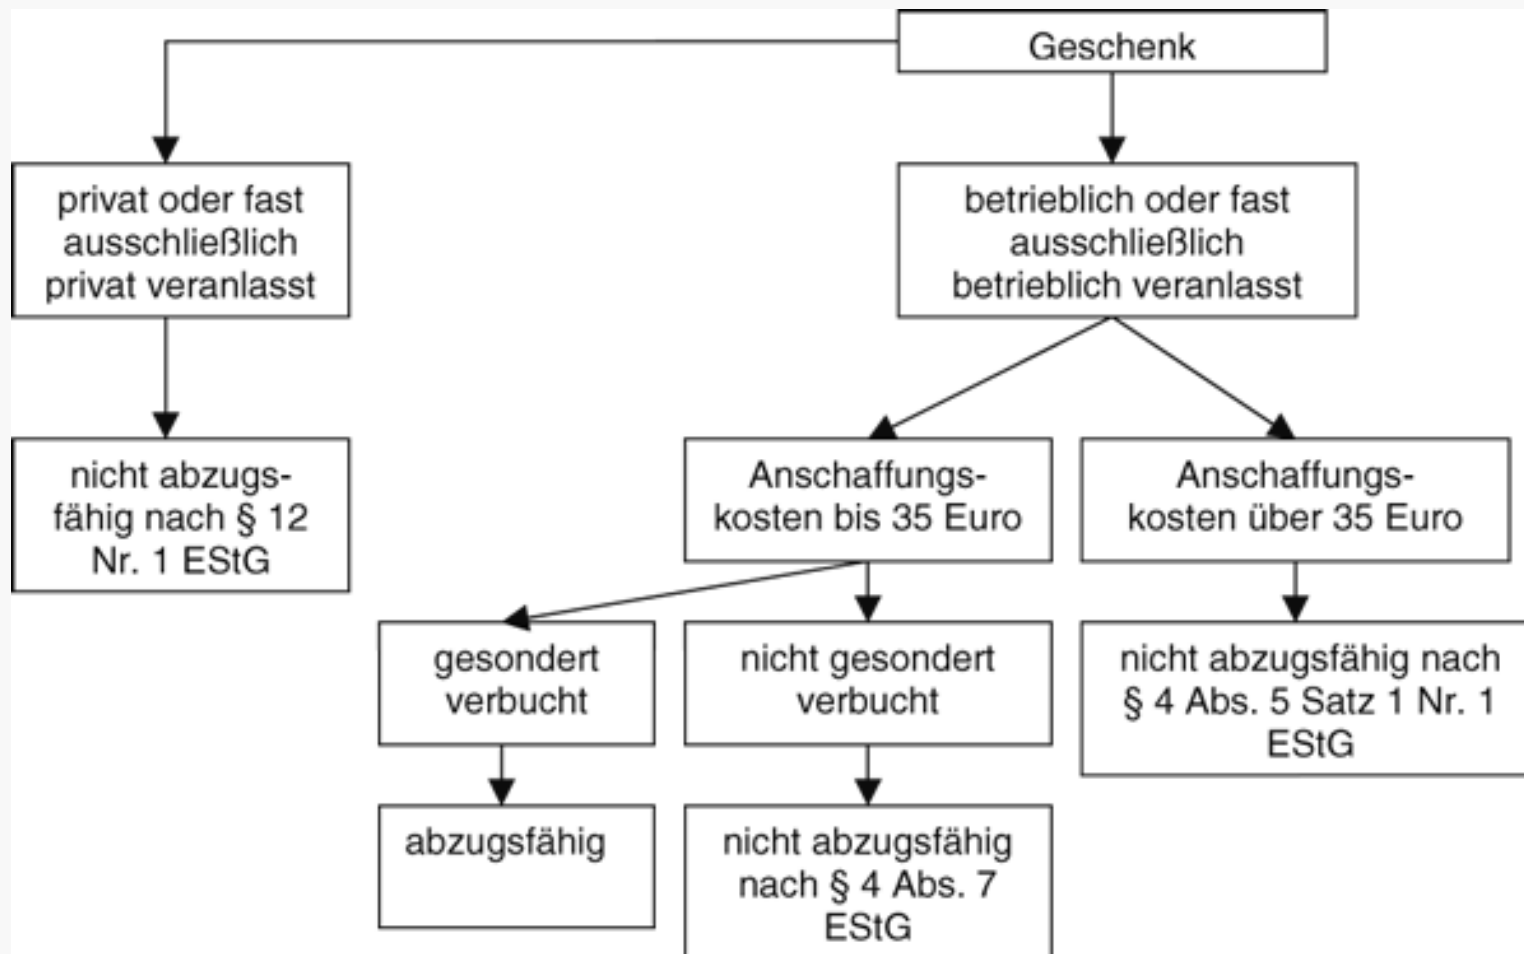 Geschenk
privat oder fast
ausschließlich
privat veranlasst
betrieblich oder fast
ausschließlich
betrieblich veranlasst
nicht abzugs-
fähig nach § 12
Nr. 1 EStG
Anschaffungs-
kosten bis 35 Euro
Anschaffungs-
kosten über 35 Euro
gesondert
verbucht
nicht gesondert
verbucht
nicht abzugsfähig nach
§ 4 Abs. 5 Satz 1 Nr. 1
EStG
abzugsfähig
nicht abzugsfähig
nach § 4 Abs. 7
EStG